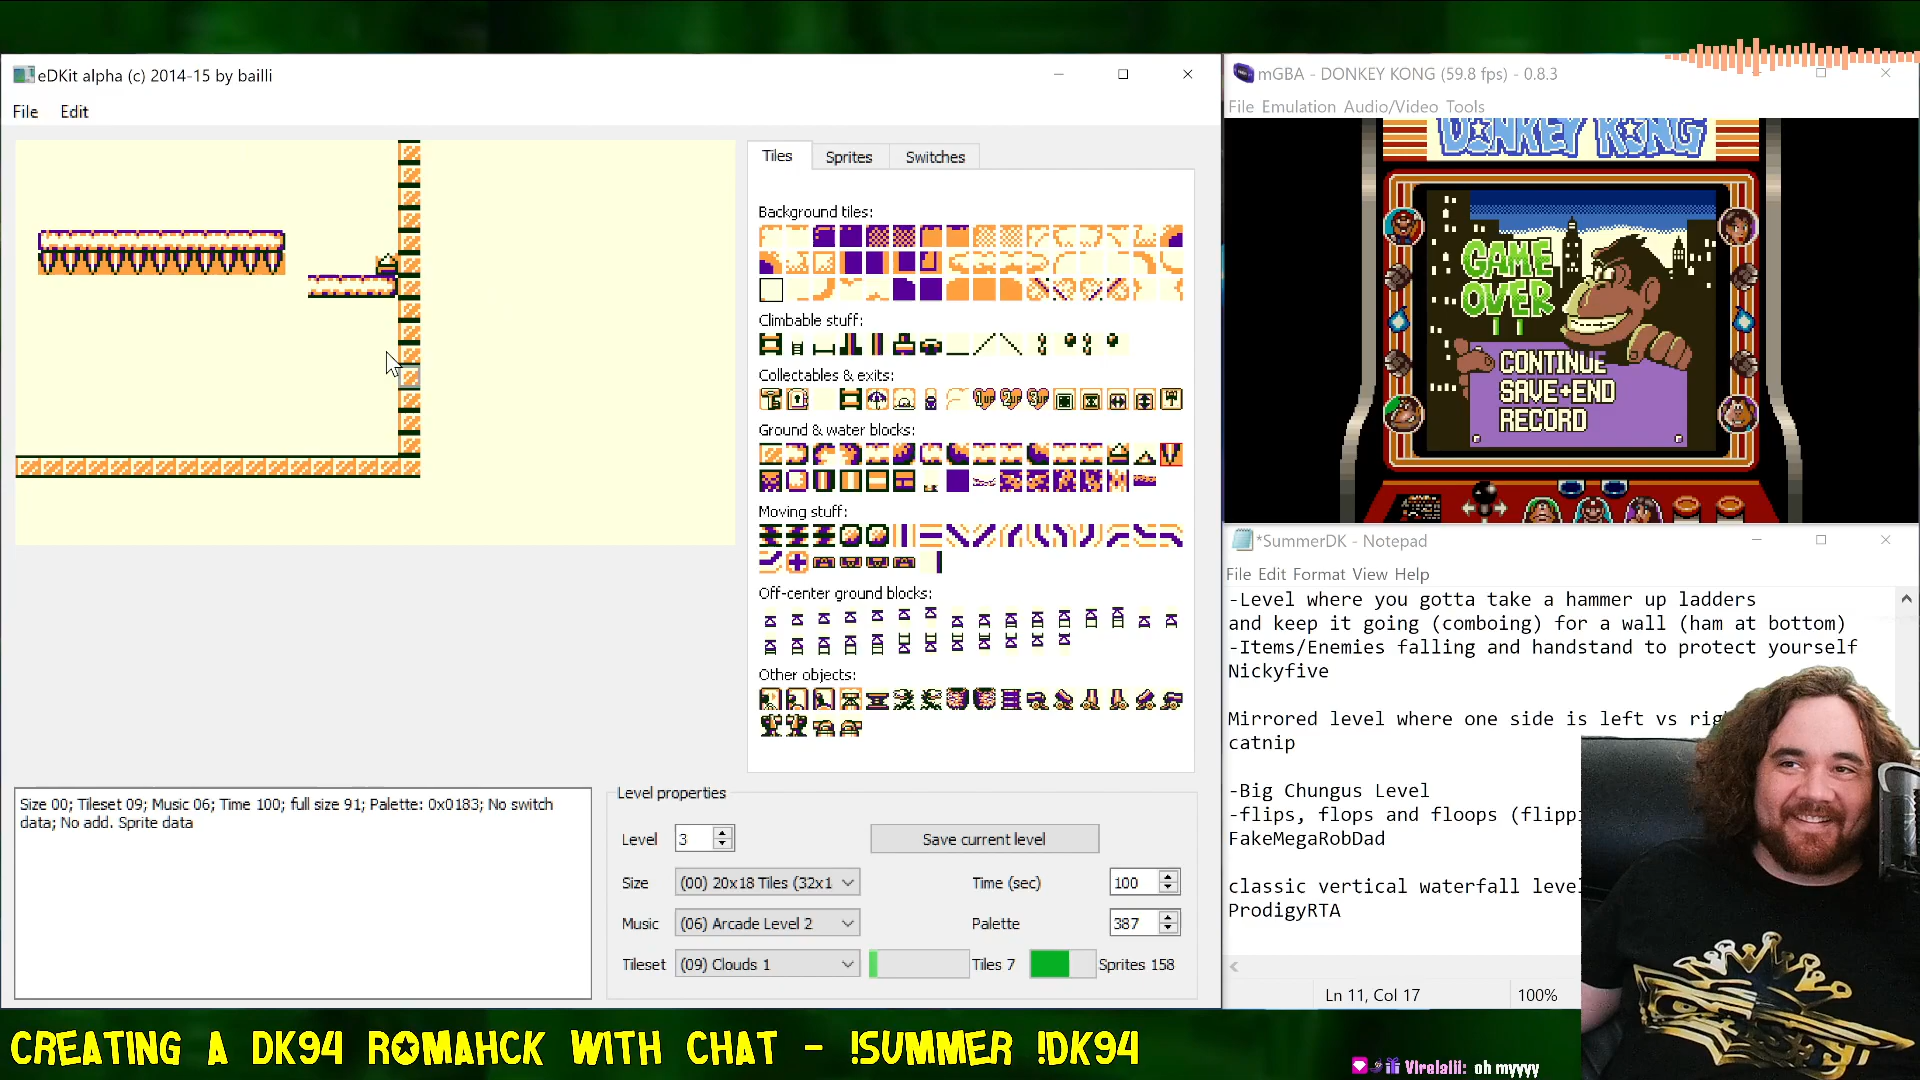 eDKit alpha (c) 2014-15 by bailli
File Edit
Tiles Sprites Switches
Background tiles:
Climbable stuff:
Collectables & exits:
Ground & water blocks:
Moving stuff:
Off-center ground blocks:
Other objects:
Size 00; Tileset 09; Music 06; Time 100; full size 91; Palette: 0x0183; No switch
data; No add. Sprite data
Level properties
Level 3 Save current level
Size (00) 20x18 Tiles (32x1 Time (sec) 100
Music (06) Arcade Level 2 Palette 387
Tileset (09) Clouds 1 Tiles 7 Sprites 158
mGBA - DONKEY KONG (59.8 fps) - 0.8.3
File Emulation Audio/Video Tools
DONKEY KONG
GAME
OVER
CONTINUE
SAVE+END
RECORD
*SummerDK - Notepad
File Edit Format View Help
-Level where you gotta take a hammer up ladders
and keep it going (comboing) for a wall (ham at bottom)
-Items/Enemies falling and handstand to protect yourself
Nickyfive
Mirrored level where one side is left vs rig
catnip
-Big Chungus Level
-flips, flops and floops (flippi
FakeMegaRobDad
classic vertical waterfall level
ProdigyRTA
Ln 11, Col 17 100%
CREATING A DK94 ROMAHCK WITH CHAT - !SUMMER !DK94
Virelaii: oh myyyy